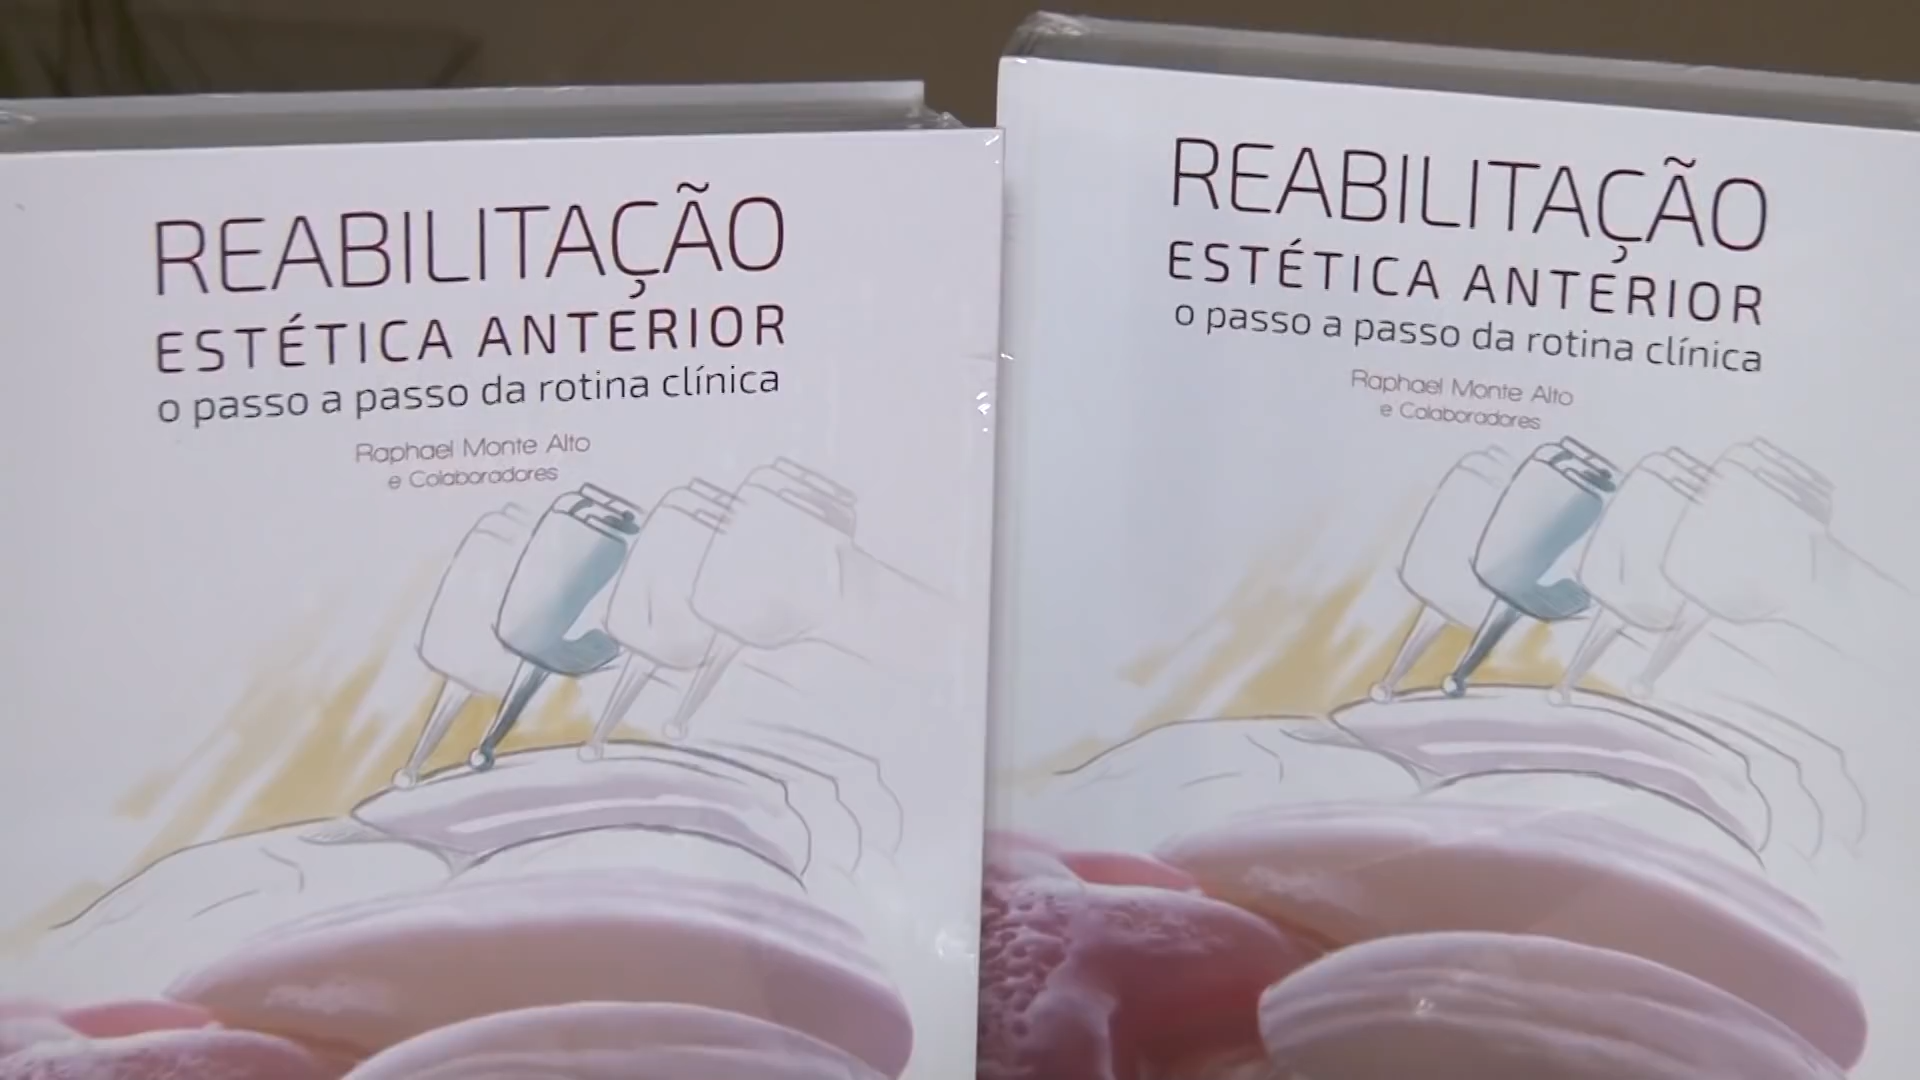 REABILITAÇÃO
ESTÉTICA ANTERIOR
o passo a passo da rotina clínica
Raphael Monte Alto
e Colaboradores
REABILITAÇÃO
ESTÉTICA ANTERIOR
o passo a passo da rotina clínica
Raphael Monte Alto
e Colaboradores